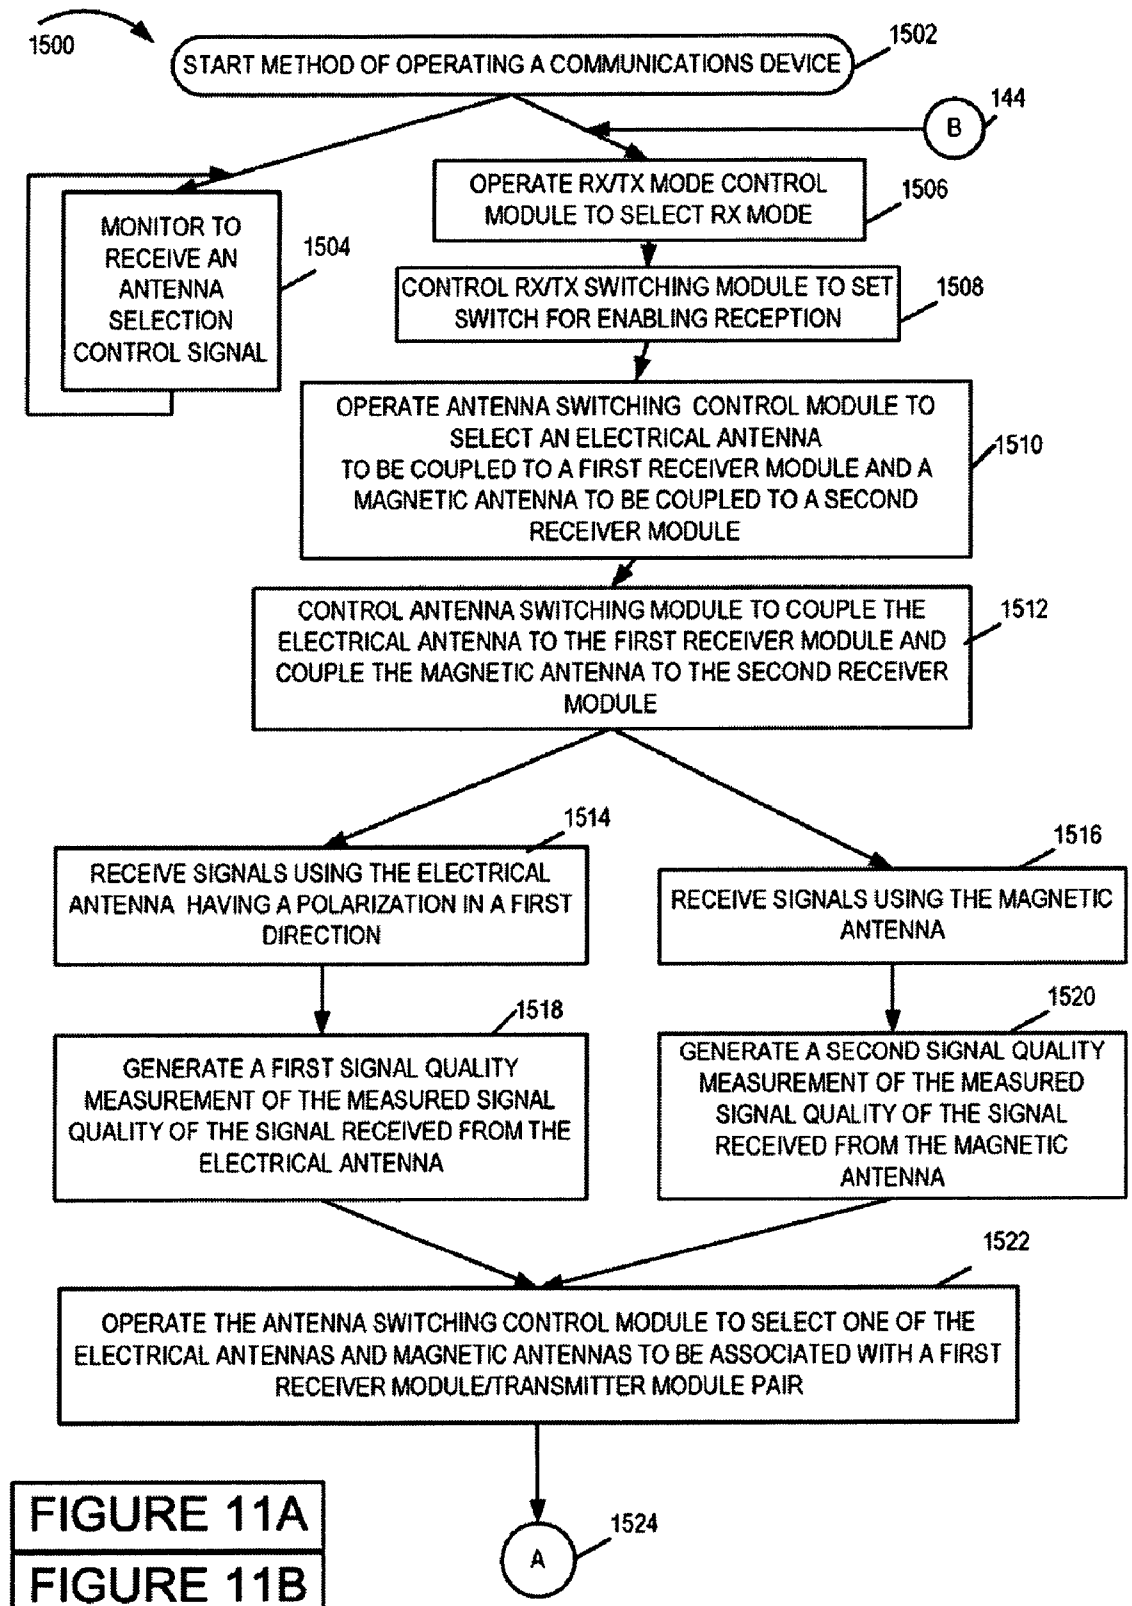 1500
START METHOD OF OPERATING A COMMUNICATIONS DEVICE
1502
B
144
MONITOR TO
RECEIVE AN
ANTENNA
SELECTION
CONTROL SIGNAL
1504
OPERATE RX/TX MODE CONTROL
MODULE TO SELECT RX MODE
1506
CONTROL RX/TX SWITCHING MODULE TO SET
SWITCH FOR ENABLING RECEPTION
1508
OPERATE ANTENNA SWITCHING CONTROL MODULE TO
SELECT AN ELECTRICAL ANTENNA
TO BE COUPLED TO A FIRST RECEIVER MODULE AND A
MAGNETIC ANTENNA TO BE COUPLED TO A SECOND
RECEIVER MODULE
1510
CONTROL ANTENNA SWITCHING MODULE TO COUPLE THE
ELECTRICAL ANTENNA TO THE FIRST RECEIVER MODULE AND
COUPLE THE MAGNETIC ANTENNA TO THE SECOND RECEIVER
MODULE
1512
1514
RECEIVE SIGNALS USING THE ELECTRICAL
ANTENNA HAVING A POLARIZATION IN A FIRST
DIRECTION
1516
RECEIVE SIGNALS USING THE MAGNETIC
ANTENNA
1518
GENERATE A FIRST SIGNAL QUALITY
MEASUREMENT OF THE MEASURED SIGNAL
QUALITY OF THE SIGNAL RECEIVED FROM THE
ELECTRICAL ANTENNA
1520
GENERATE A SECOND SIGNAL QUALITY
MEASUREMENT OF THE MEASURED
SIGNAL QUALITY OF THE SIGNAL
RECEIVED FROM THE MAGNETIC
ANTENNA
1522
OPERATE THE ANTENNA SWITCHING CONTROL MODULE TO SELECT ONE OF THE
ELECTRICAL ANTENNAS AND MAGNETIC ANTENNAS TO BE ASSOCIATED WITH A FIRST
RECEIVER MODULE/TRANSMITTER MODULE PAIR
A
1524
FIGURE 11A
FIGURE 11B